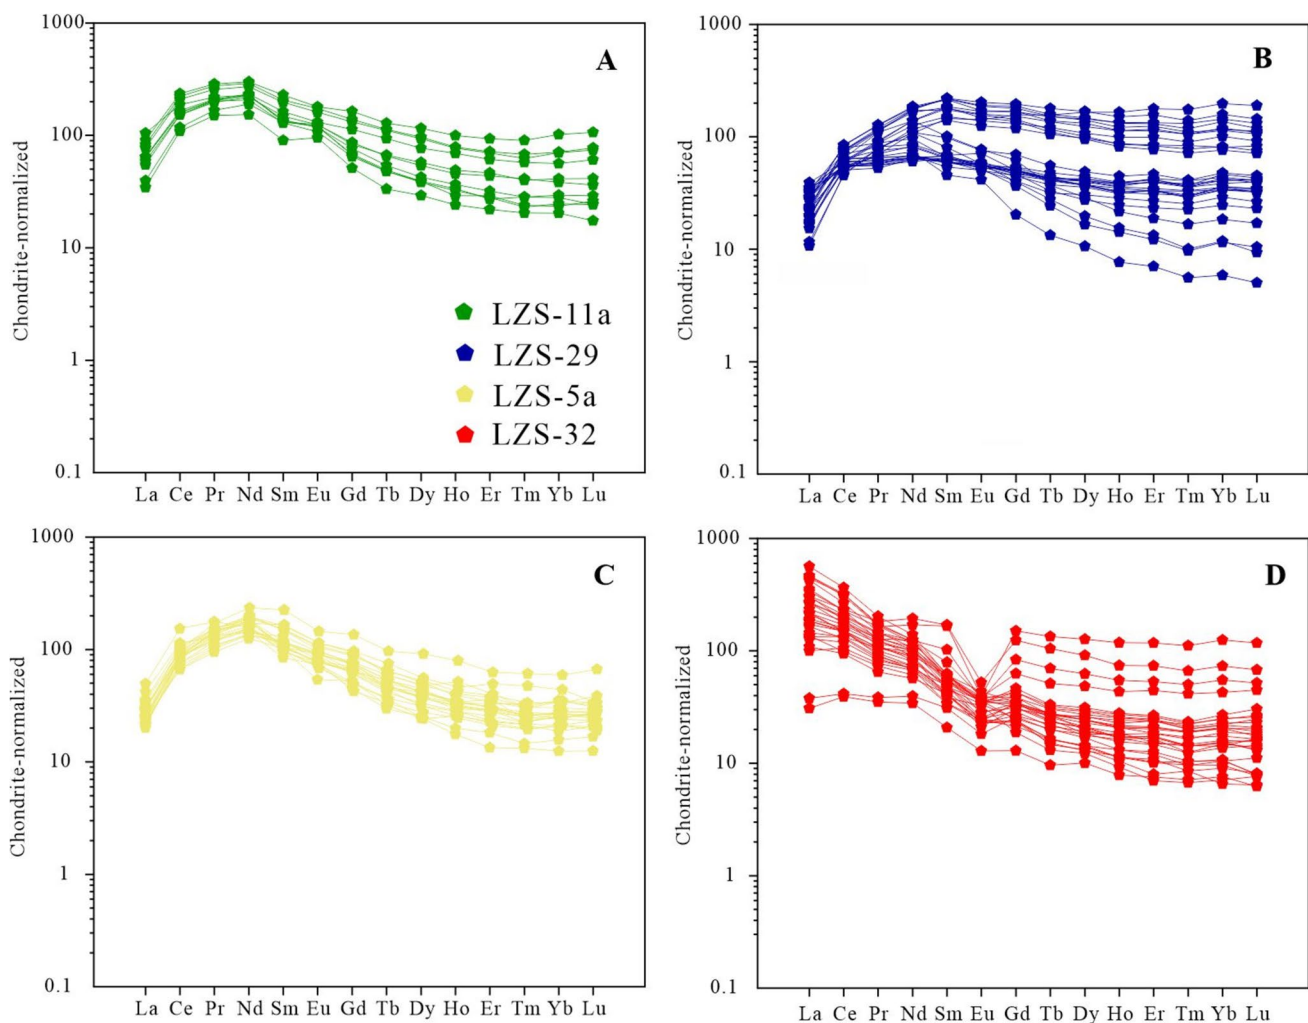 1000
100
10
1
0.1
Chondrite-normalized
A
LZS-11a
LZS-29
LZS-5a
LZS-32
La Ce Pr Nd Sm Eu Gd Tb Dy Ho Er Tm Yb Lu
1000
100
10
1
0.1
Chondrite-normalized
B
La Ce Pr Nd Sm Eu Gd Tb Dy Ho Er Tm Yb Lu
1000
100
10
1
0.1
Chondrite-normalized
C
La Ce Pr Nd Sm Eu Gd Tb Dy Ho Er Tm Yb Lu
1000
100
10
1
0.1
Chondrite-normalized
D
La Ce Pr Nd Sm Eu Gd Tb Dy Ho Er Tm Yb Lu